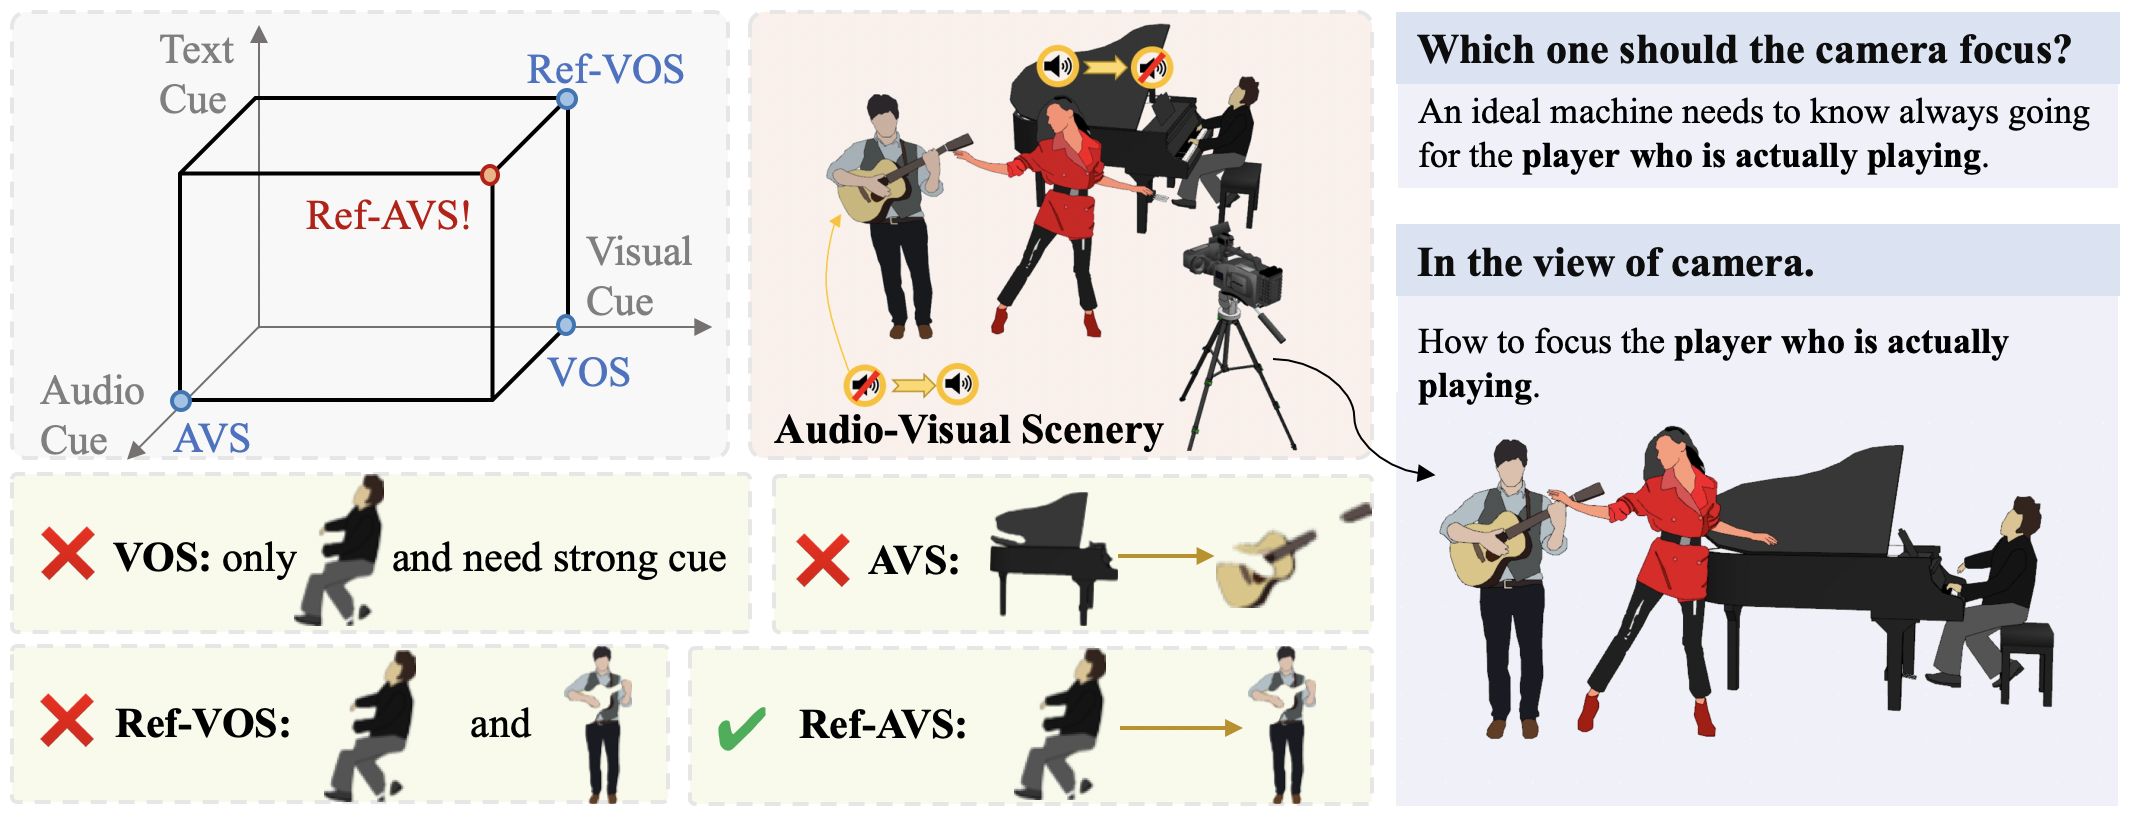 Text
Cue
Ref-VOS
Ref-AVS!
Visual
Cue
VOS
Audio
Cue
AVS
Audio-Visual Scenery
Which one should the camera focus?
An ideal machine needs to know always going
for the player who is actually playing.
In the view of camera.
How to focus the player who is actually
playing.
VOS: only and need strong cue
AVS:
Ref-VOS: and
Ref-AVS: